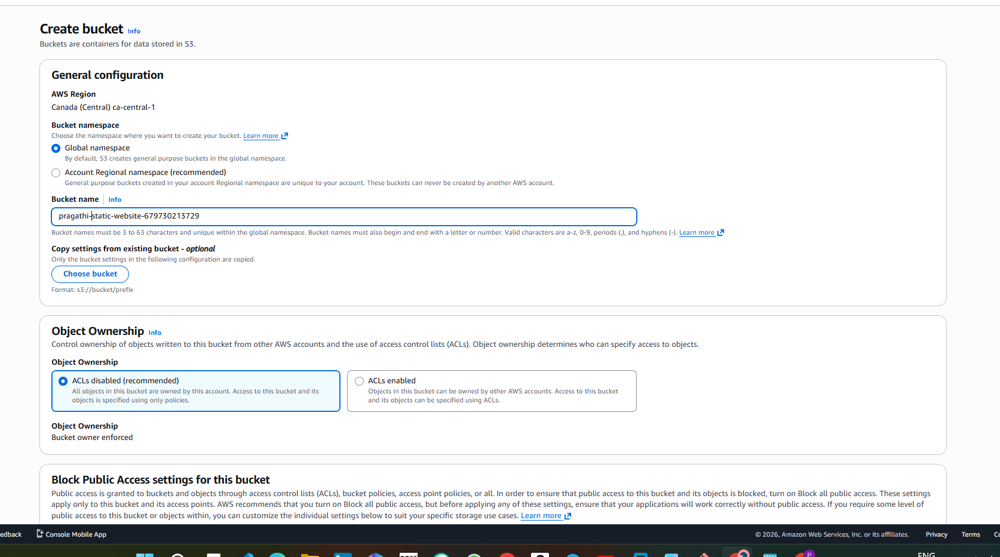 Create bucket Info
Buckets are containers for data stored in S3.
General configuration
AWS Region
Canada (Central) ca-central-1
Bucket namespace
Choose the namespace where you want to create your bucket. Learn more
Global namespace
By default, S3 creates general purpose buckets in the global namespace.
Account Regional namespace (recommended)
General purpose buckets created in your account Regional namespace are unique to your account. These buckets can never be created by another AWS account.
Bucket name Info
pragathi-static-website-679730213729
Bucket names must be 3 to 63 characters and unique within the global namespace. Bucket names must also begin and end with a letter or number. Valid characters are a-z, 0-9, periods (.), and hyphens (-). Learn more
Copy settings from existing bucket - optional
Only the bucket settings in the following configuration are copied.
Choose bucket
Format: s3://bucket/prefix
Object Ownership Info
Control ownership of objects written to this bucket from other AWS accounts and the use of access control lists (ACLs). Object ownership determines who can specify access to objects.
Object Ownership
ACLs disabled (recommended)
All objects in this bucket are owned by this account. Access to this bucket and its
objects is specified using only policies.
ACLs enabled
Objects in this bucket can be owned by other AWS accounts. Access to this bucket
and its objects can be specified using ACLs.
Object Ownership
Bucket owner enforced
Block Public Access settings for this bucket
Public access is granted to buckets and objects through access control lists (ACLs), bucket policies, access point policies, or all. In order to ensure that public access to this bucket and its objects is blocked, turn on Block all public access. These settings
apply only to this bucket and its access points. AWS recommends that you turn on Block all public access, but before applying any of these settings, ensure that your applications will work correctly without public access. If you require some level of
public access to this bucket or objects within, you can customize the individual settings below to suit your specific storage use cases. Learn more
edback Console Mobile App © 2026, Amazon Web Services, Inc. or its affiliates. Privacy Terms Co
P ENG